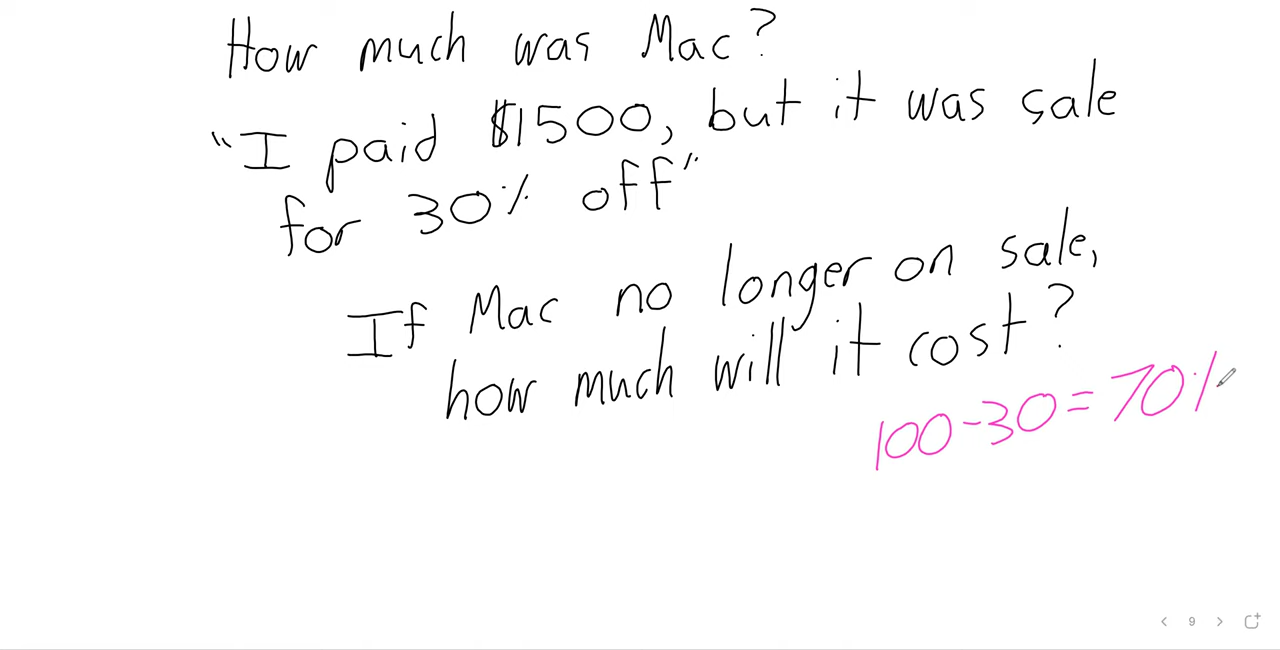 How much was Mac?
"I paid $1500, but it was sale
for 30% off"
If Mac no longer on sale,
how much will it cost?
100-30=70%
9